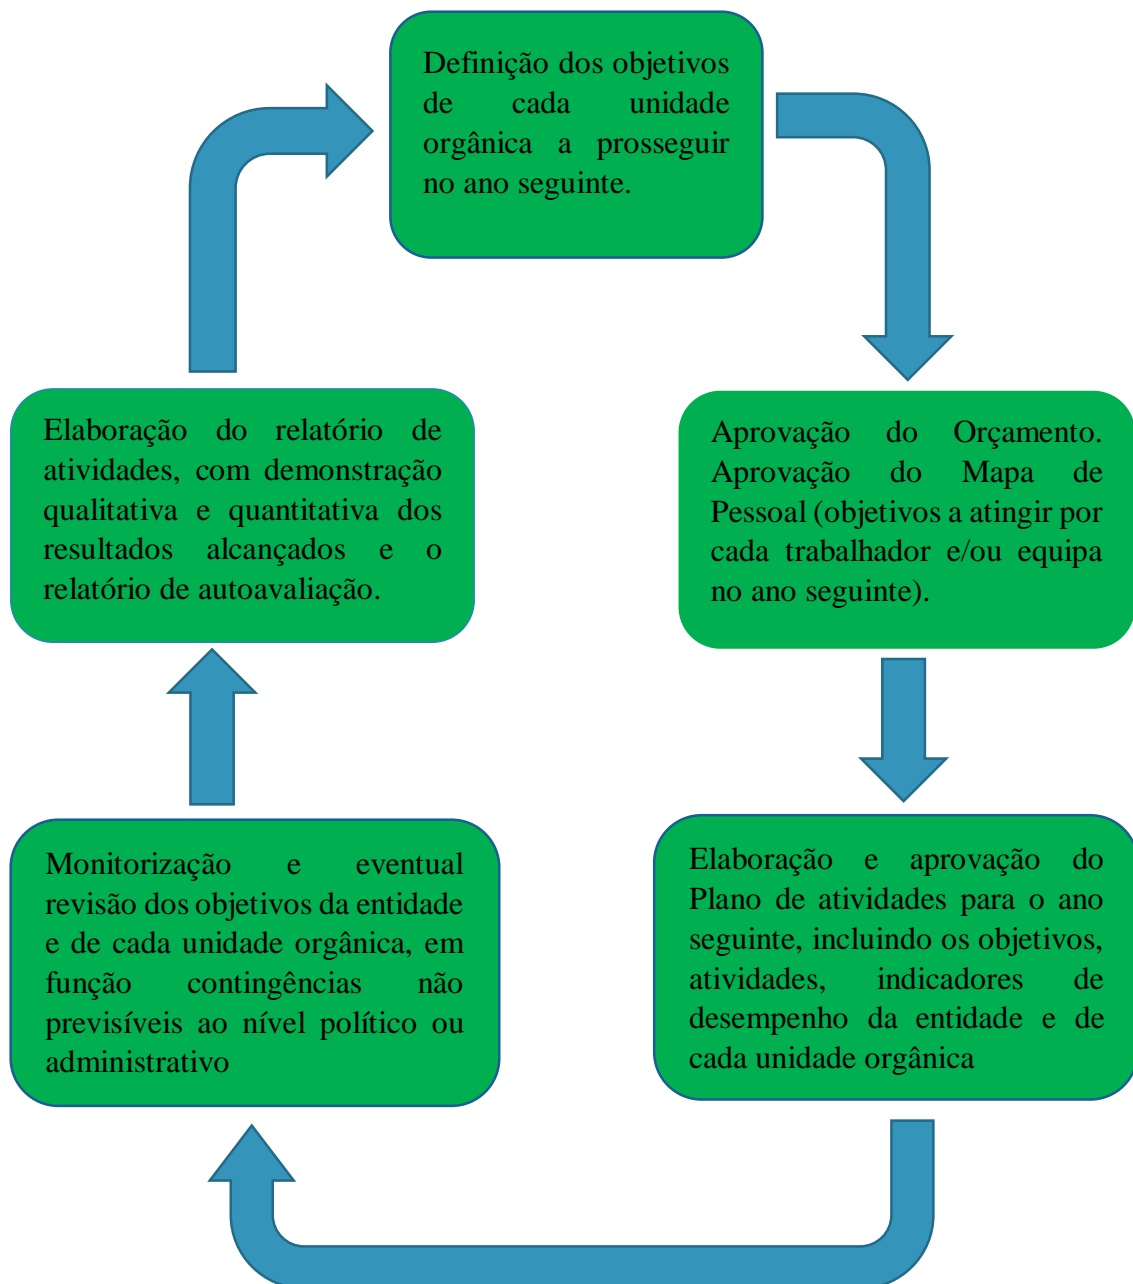 Definição dos objetivos
de cada unidade
orgânica a prosseguir
no ano seguinte.
Aprovação do Orçamento.
Aprovação do Mapa de
Pessoal (objetivos a atingir por
cada trabalhador e/ou equipa
no ano seguinte).
Elaboração e aprovação do
Plano de atividades para o ano
seguinte, incluindo os objetivos,
atividades, indicadores de
desempenho da entidade e de
cada unidade orgânica
Monitorização e eventual
revisão dos objetivos da entidade
e de cada unidade orgânica, em
função contingências não
previsíveis ao nível político ou
administrativo
Elaboração do relatório de
atividades, com demonstração
qualitativa e quantitativa dos
resultados alcançados e o
relatório de autoavaliação.